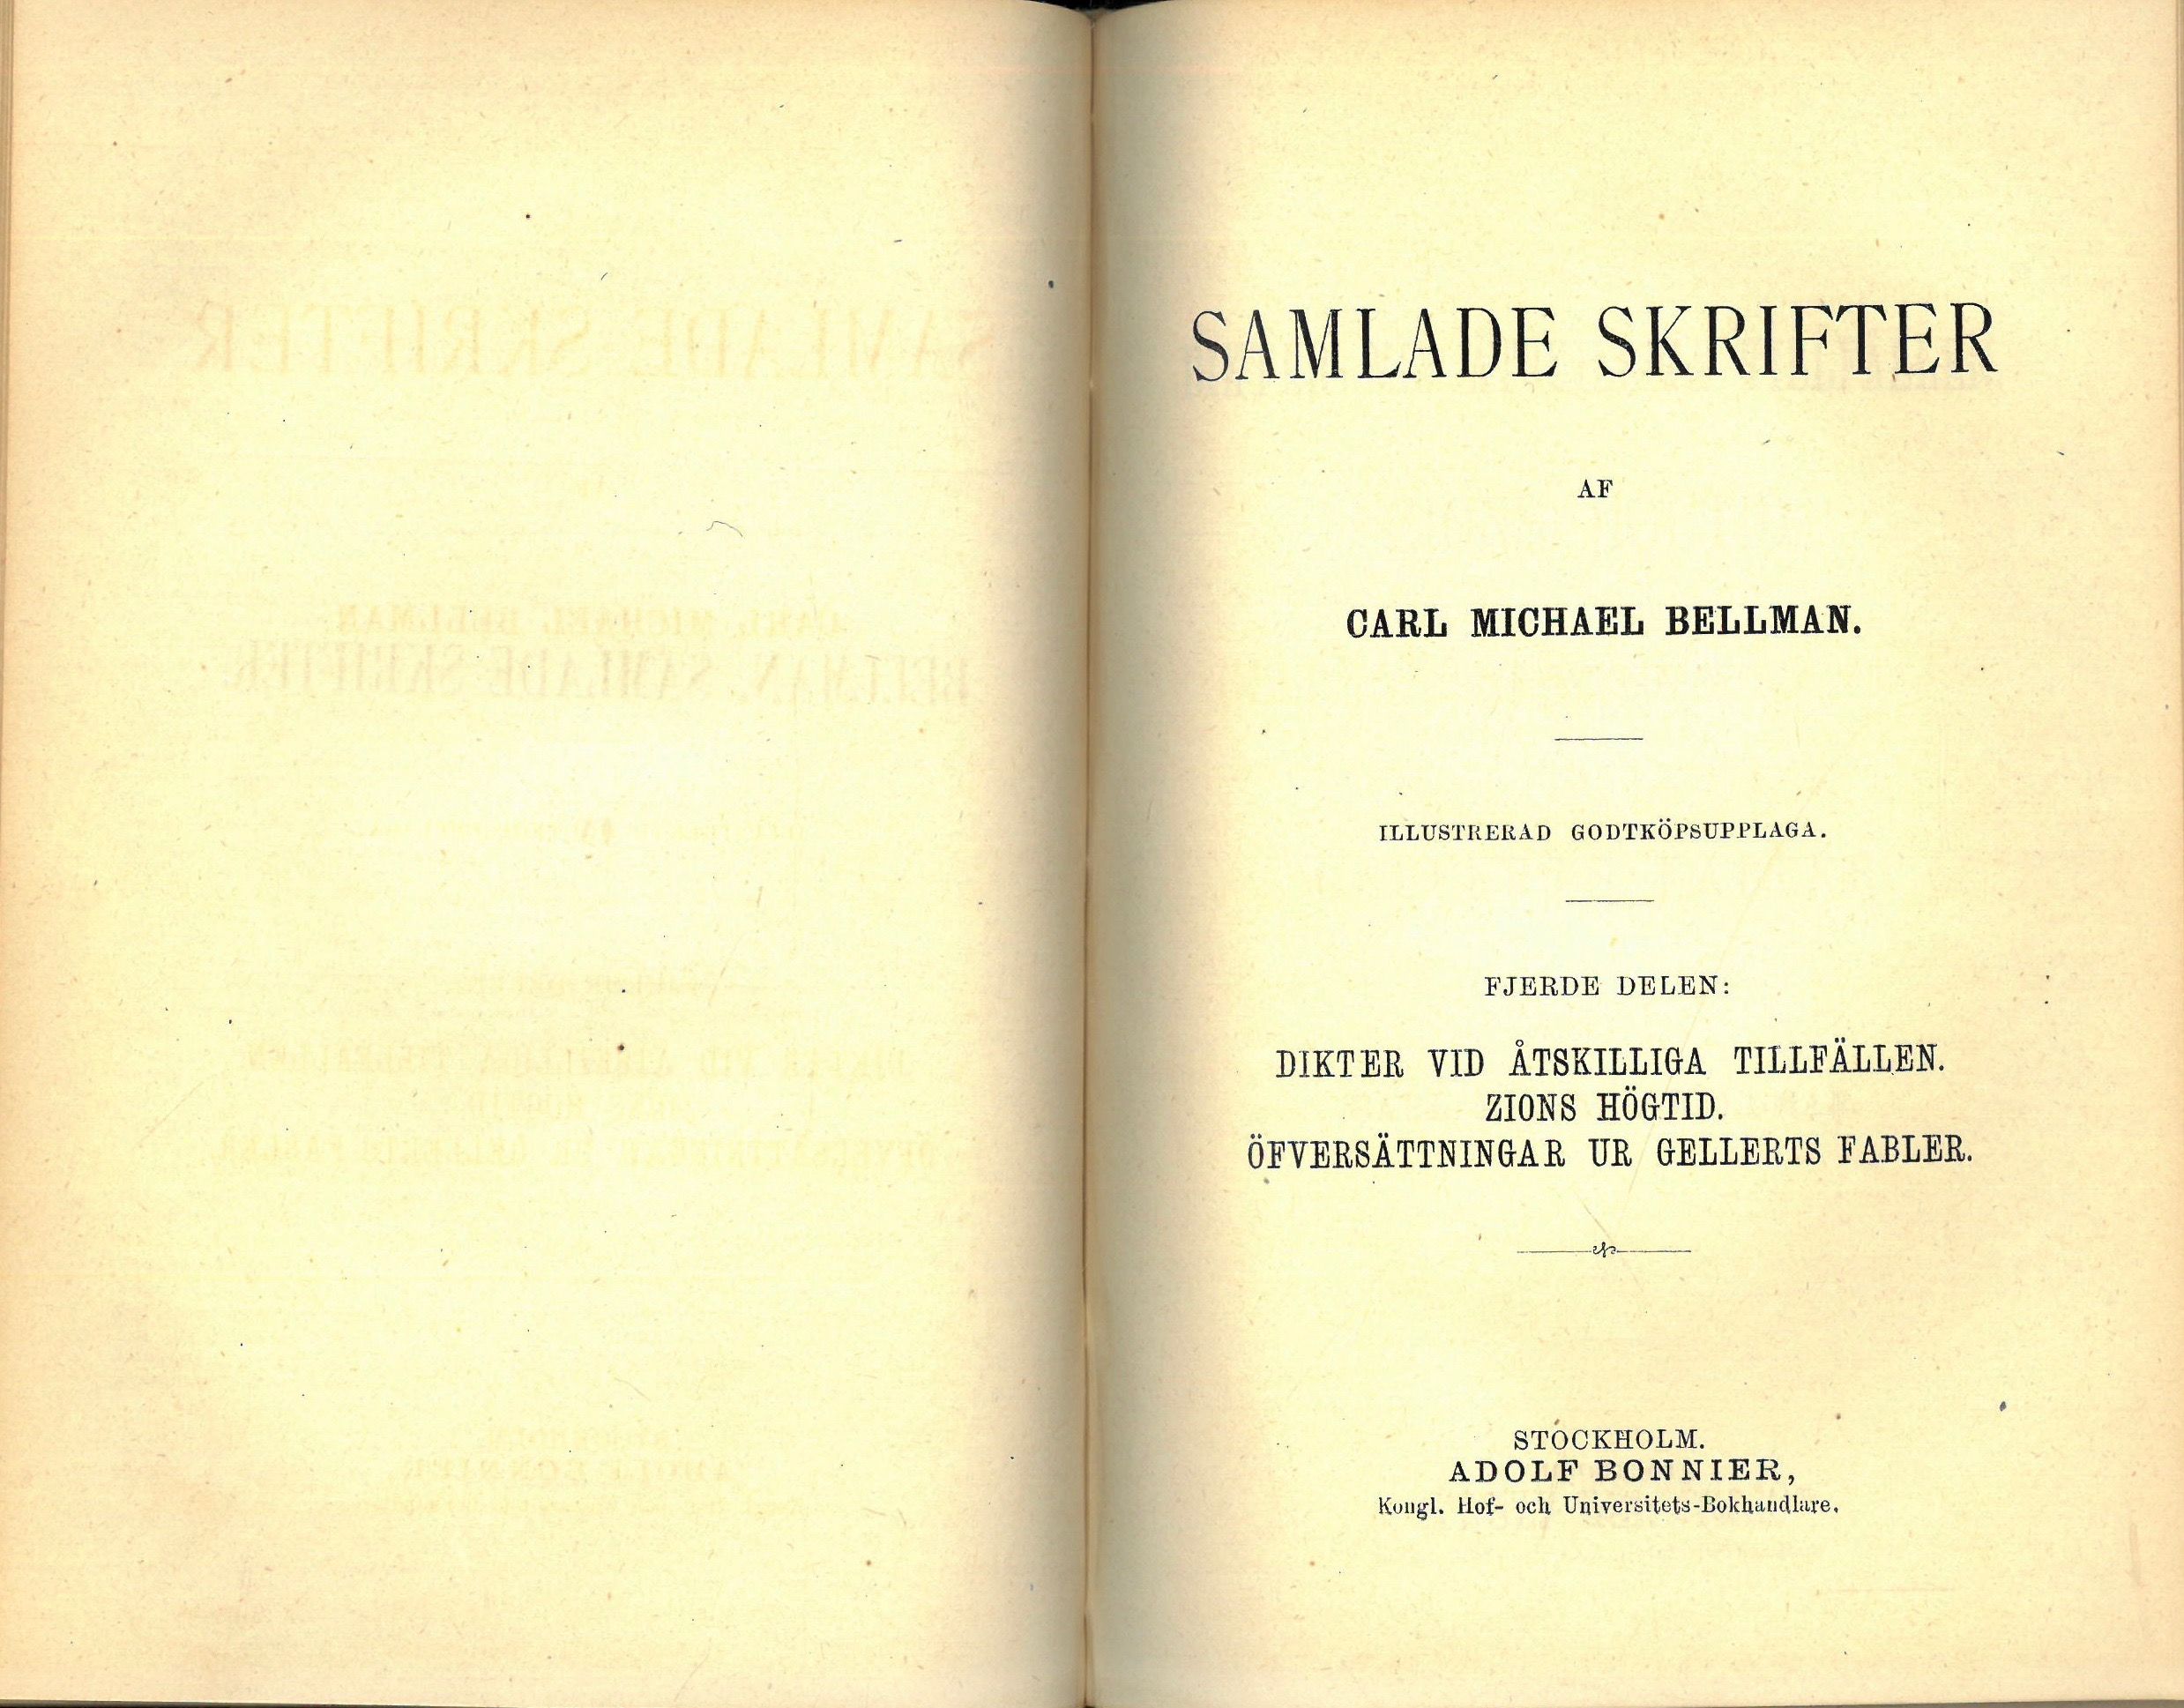 SAMLADE SKRIFTER
AF
CARL MICHAEL BELLMAN.
ILLUSTRERAD GODTKÖPSUPPLAGA.
FJERDE DELEN:
DIKTER VID ÅTSKILLIGA TILLFÄLLEN.
ZIONS HÖGTID.
ÖFVERSÄTTNINGAR UR GELLERTS FABLER.
STOCKHOLM.
ADOLF BONNIER,
Kongl. Hof- och Universitets-Bokhandlare.